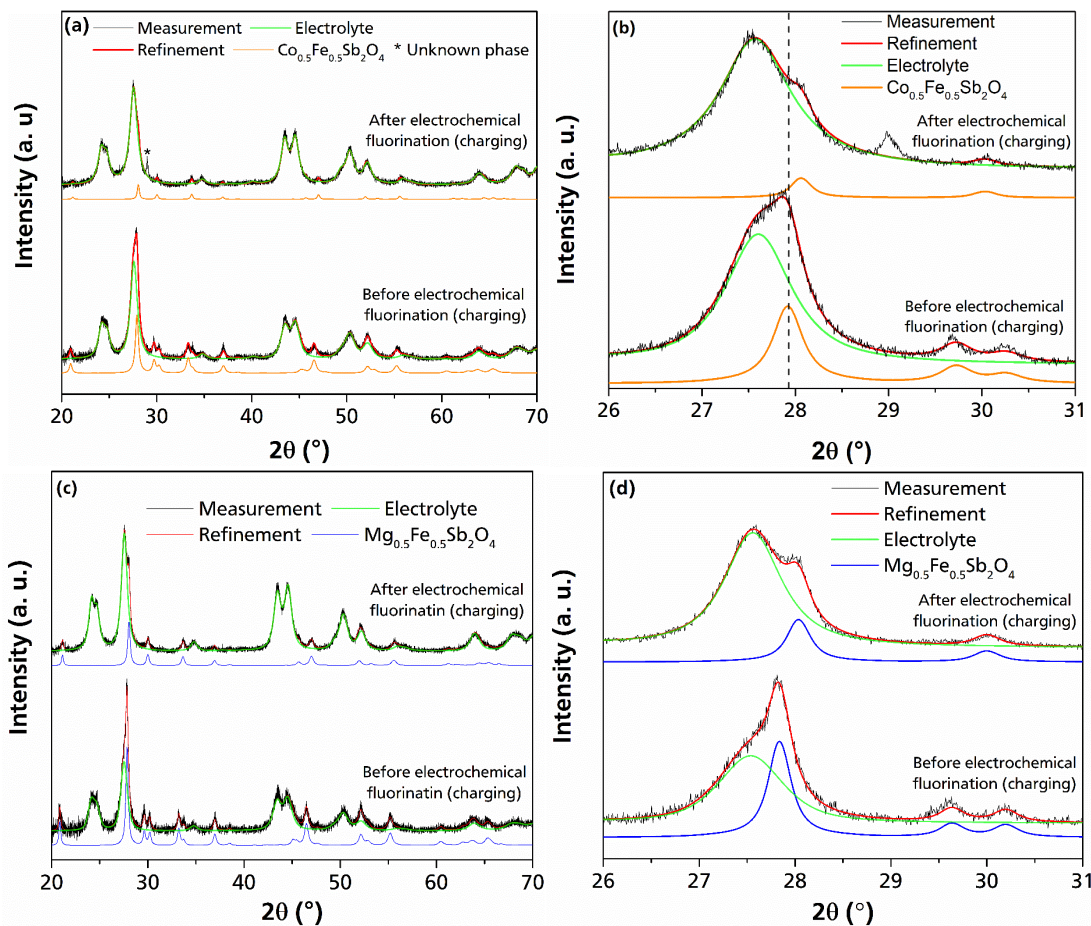 (a)
Measurement
Electrolyte
Refinement
Co0.5Fe0.5Sb2O4
* Unknown phase
After electrochemical
fluorination (charging)
*
Before electrochemical
fluorination (charging)
Intensity (a. u)
20 30 40 50 60 70
2θ (°)
(b)
Measurement
Refinement
Electrolyte
Co0.5Fe0.5Sb2O4
After electrochemical
fluorination (charging)
Before electrochemical
fluorination (charging)
Intensity (a. u.)
26 27 28 29 30 31
2θ (°)
(c)
Measurement
Electrolyte
Refinement
Mg0.5Fe0.5Sb2O4
After electrochemical
fluorinatin (charging)
Before electrochemical
fluorinatin (charging)
Intensity (a. u.)
20 30 40 50 60 70
2θ (°)
(d)
Measurement
Refinement
Electrolyte
Mg0.5Fe0.5Sb2O4
After electrochemical
fluorination (charging)
Before electrochemical
fluorination (charging)
Intensity (a. u.)
26 27 28 29 30 31
2θ (°)